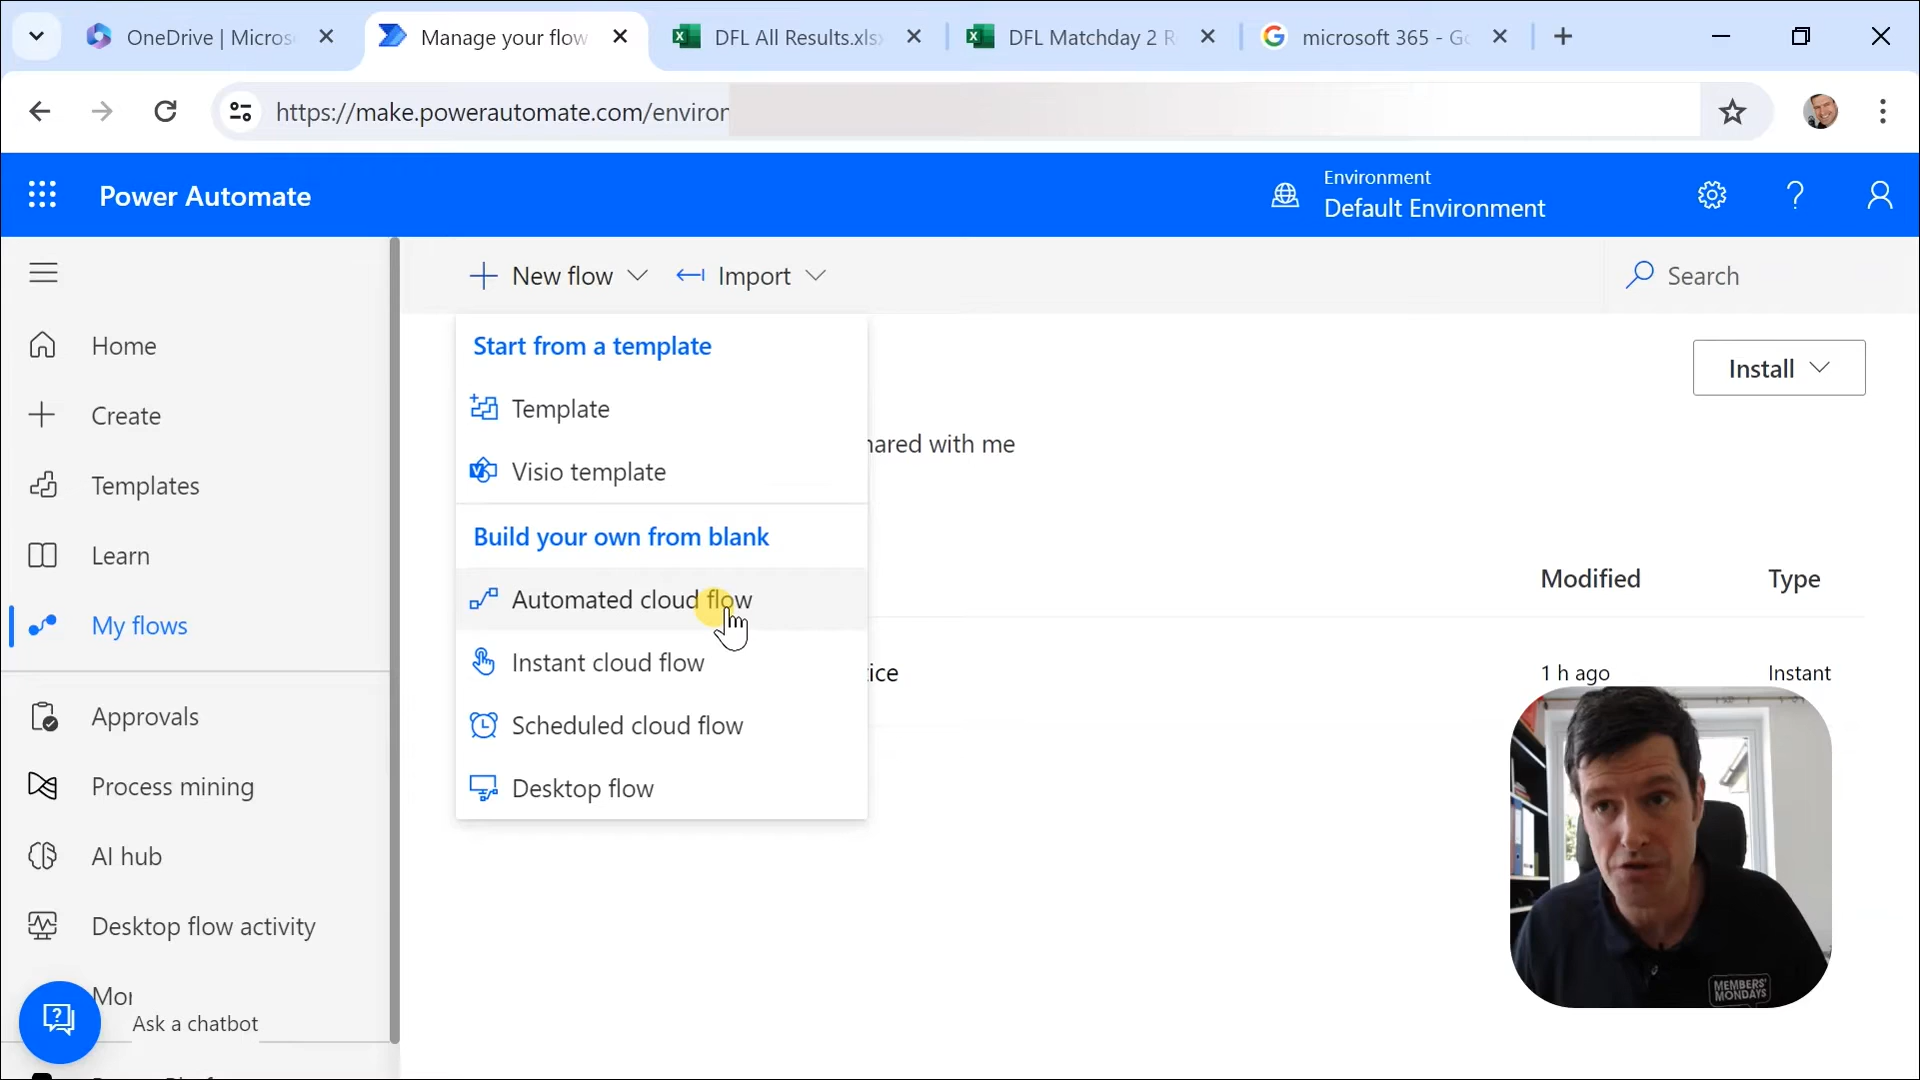 OneDrive | Micros
Manage your flow
DFL All Results.xls
DFL Matchday 2 R
microsoft 365 - G
https://make.powerautomate.com/environ
Power Automate
Environment
Default Environment
New flow
Import
Search
Home
Create
Templates
Learn
My flows
Approvals
Process mining
AI hub
Desktop flow activity
Mor
Ask a chatbot
Start from a template
Template
Visio template
Build your own from blank
Automated cloud flow
Instant cloud flow
Scheduled cloud flow
Desktop flow
Install
hared with me
Modified
Type
ice
1 h ago
Instant
MEMBERS'
MONDAYS